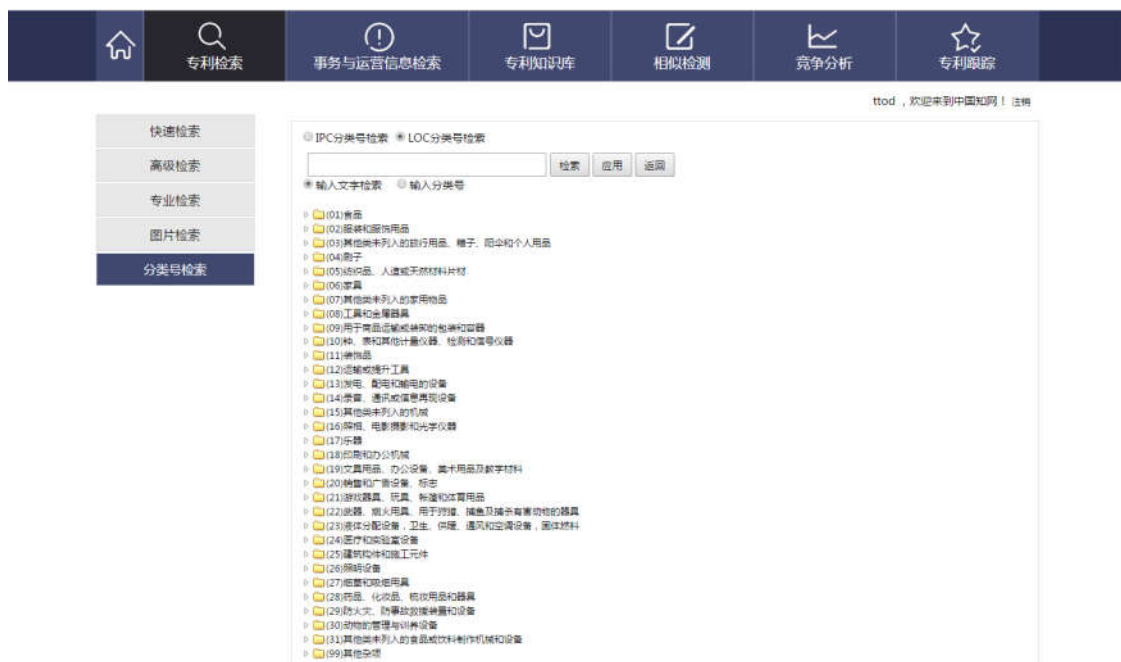 专利检索
事务与运营信息检索
专利知识库
相似检测
竞争分析
专利跟踪
ttod ，欢迎来到中国知网！ 注销
快速检索
高级检索
专业检索
图片检索
分类号检索
IPC分类号检索 LOC分类号检索
检索 应用 返回
输入文字检索 输入分类号
(01)食品
(02)服装和服饰用品
(03)其他类未列入的旅行用品、箱子、阳伞和个人用品
(04)刷子
(05)纺织品、人造或天然材料片材
(06)家具
(07)其他类未列入的家用物品
(08)工具和金属器具
(09)用于商品运输或装卸的包装和容器
(10)钟、表和其他计量仪器、检测和信号仪器
(11)装饰品
(12)运输或提升工具
(13)发电、配电和输电的设备
(14)录音、通讯或信息再现设备
(15)其他类未列入的机械
(16)照相、电影摄影和光学仪器
(17)乐器
(18)印刷和办公机械
(19)文具用品、办公设备、美术用品及教学材料
(20)销售和广告设备、标志
(21)游戏器具、玩具、帐篷和体育用品
(22)武器、烟火用具、用于狩猎、捕鱼及捕杀有害动物的器具
(23)液体分配设备，卫生、供暖、通风和空调设备，固体燃料
(24)医疗和实验室设备
(25)建筑构件和施工元件
(26)照明设备
(27)烟草和吸烟用具
(28)药品、化妆品、梳妆用品和器具
(29)防火灾、防事故救援装置和设备
(30)动物的管理与训养设备
(31)其他类未列入的食品或饮料制作机械和设备
(99)其他杂项